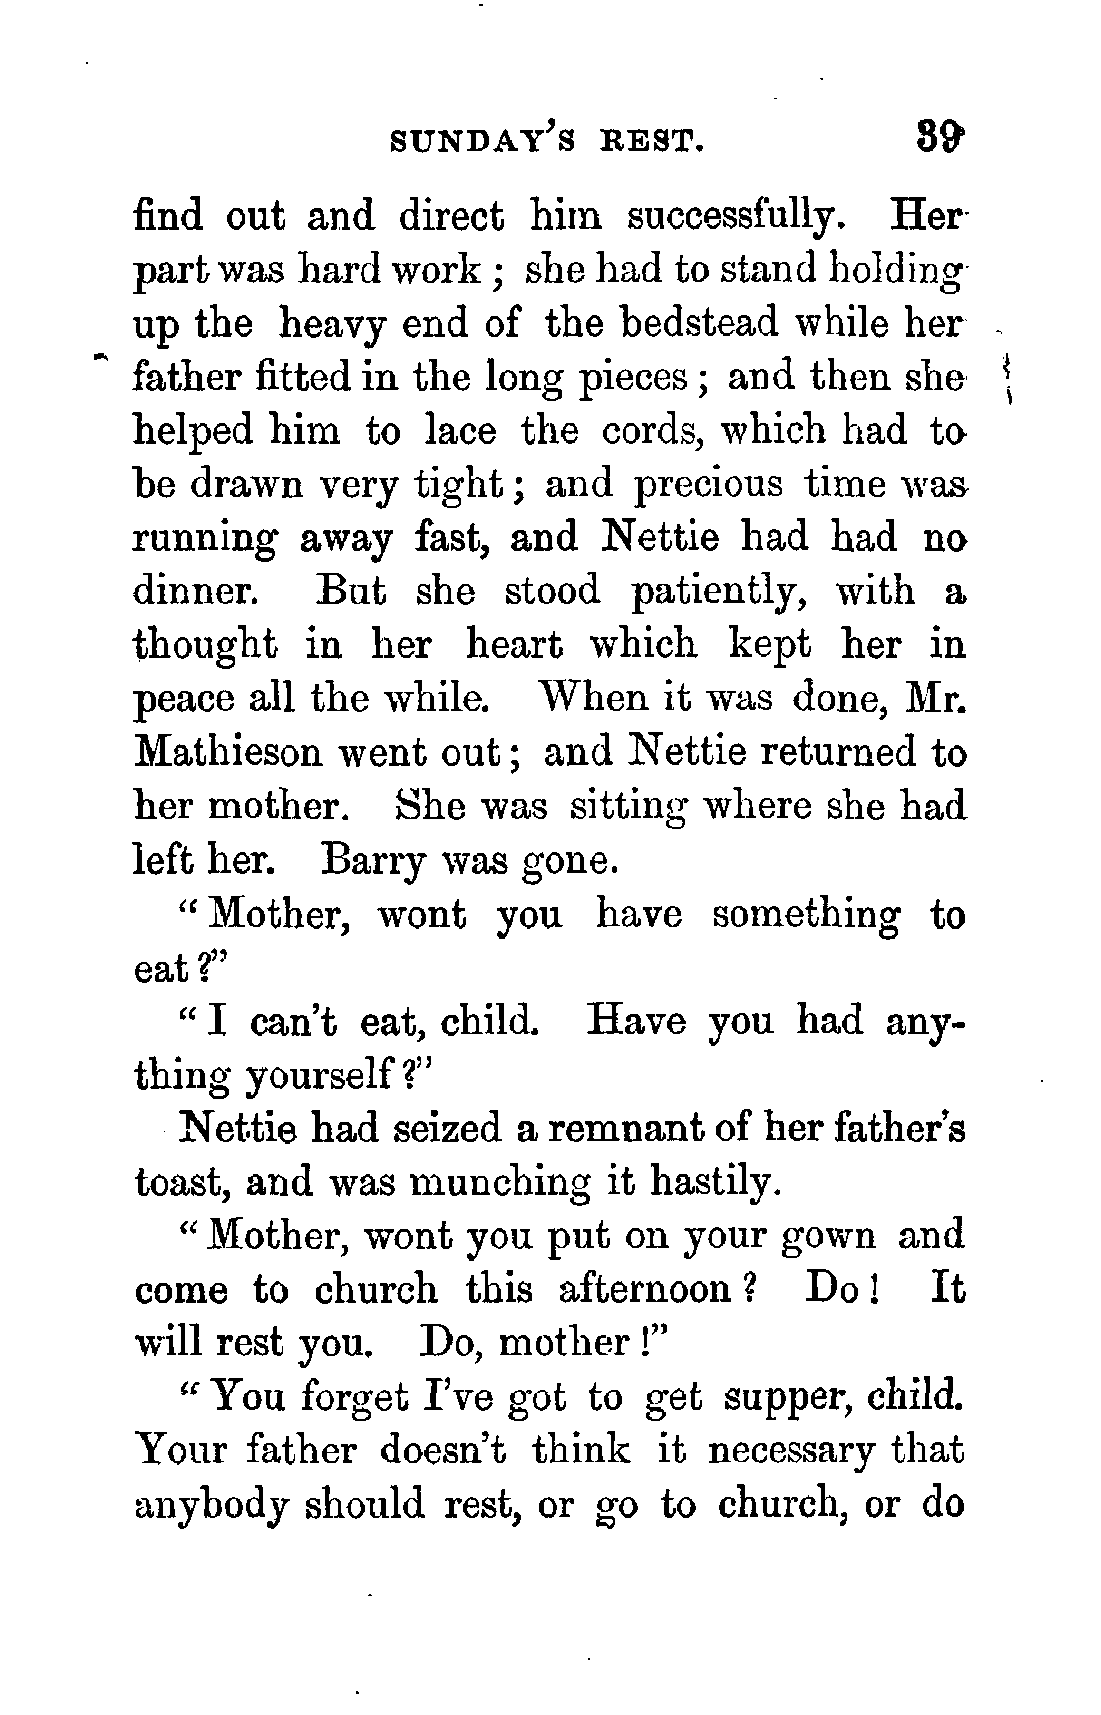 SUNDAY'S REST. 39
find out and direct him successfully. Her
part was hard work; she had to stand holding
up the heavy end of the bedstead while her
father fitted in the long pieces; and then she
helped him to lace the cords, which had to
be drawn very tight; and precious time was
running away fast, and Nettie had had no
dinner. But she stood patiently, with a
thought in her heart which kept her in
peace all the while. When it was done, Mr.
Mathieson went out; and Nettie returned to
her mother. She was sitting where she had
left her. Barry was gone.
"Mother, wont you have something to
eat?"
"I can't eat, child. Have you had any-
thing yourself?"
Nettie had seized a remnant of her father's
toast, and was munching it hastily.
"Mother, wont you put on your gown and
come to church this afternoon? Do! It
will rest you. Do, mother!"
"You forget I've got to get supper, child.
Your father doesn't think it necessary that
anybody should rest, or go to church, or do